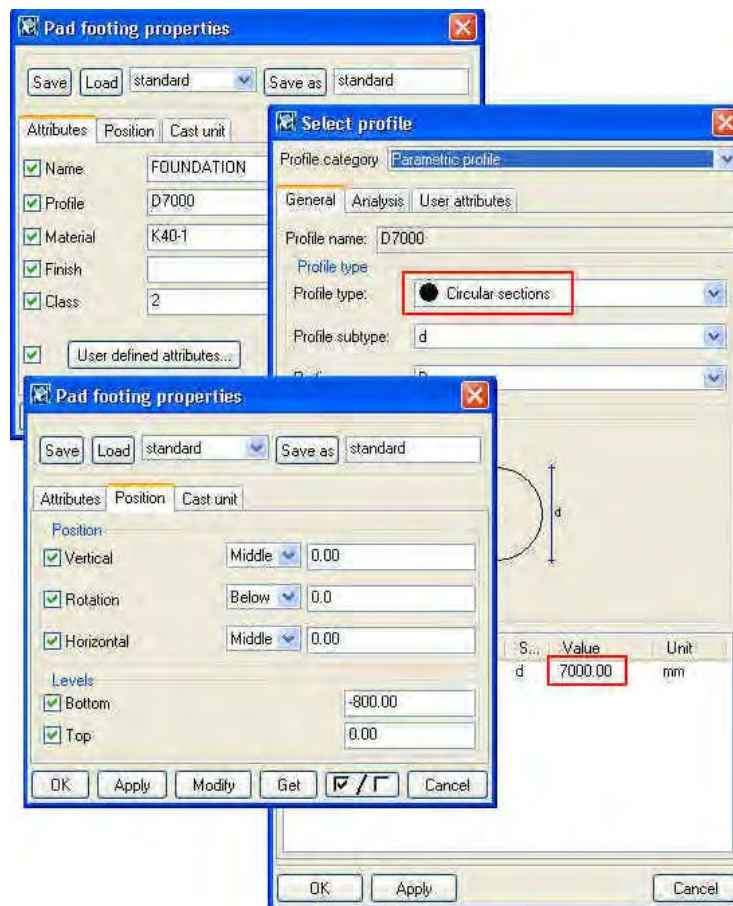 Pad footing properties
Save Load standard Save as standard
Attributes Position Cast unit
Name FOUNDATION
Profile D7000
Material K40-1
Finish
Class 2
User defined attributes...
Select profile
Profile category Parametric profile
General Analysis User attributes
Profile name: D7000
Profile type
Profile type: Circular sections
Profile subtype: d
d
S... Value Unit
d 7000.00 mm
OK Apply Cancel
Pad footing properties
Save Load standard Save as standard
Attributes Position Cast unit
Position
Vertical Middle 0.00
Rotation Below 0.0
Horizontal Middle 0.00
Levels
Bottom -800.00
Top 0.00
OK Apply Modify Get / Cancel